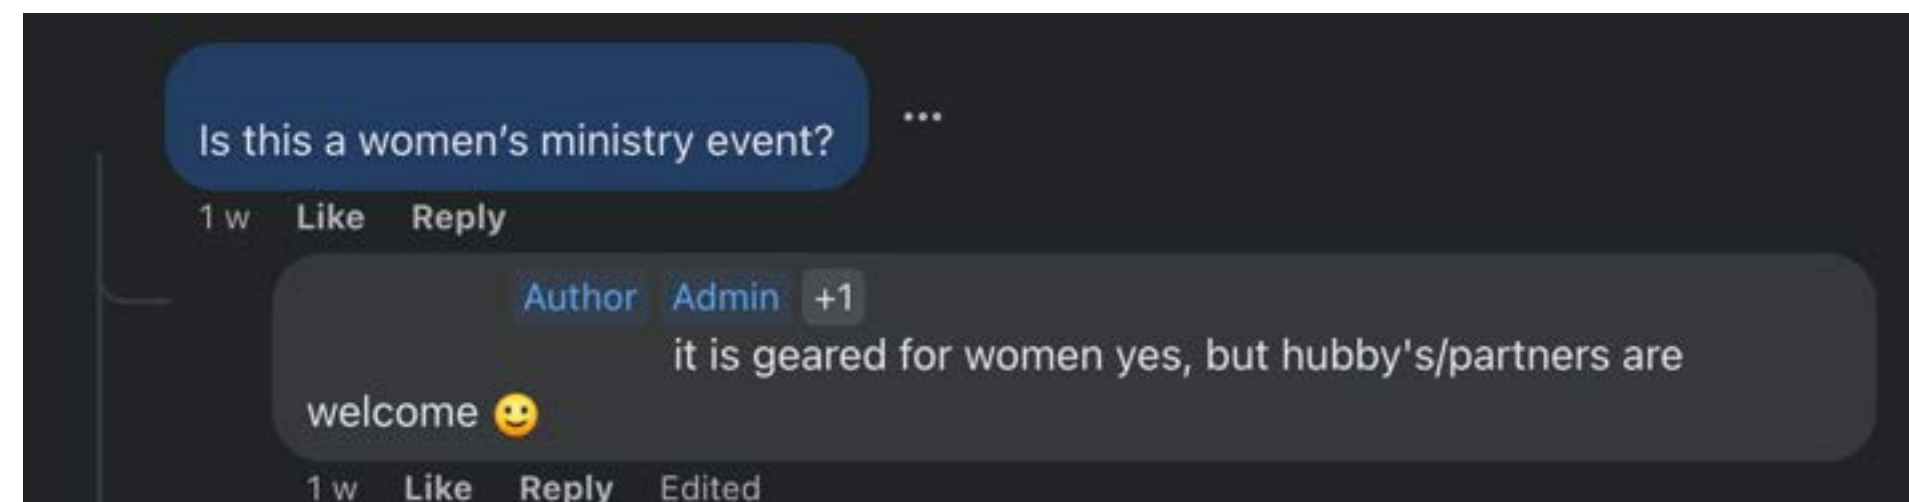 Is this a women’s ministry event?
...
1 w Like Reply
Author Admin +1
it is geared for women yes, but hubby's/partners are
welcome 🙂
1 w Like Reply Edited